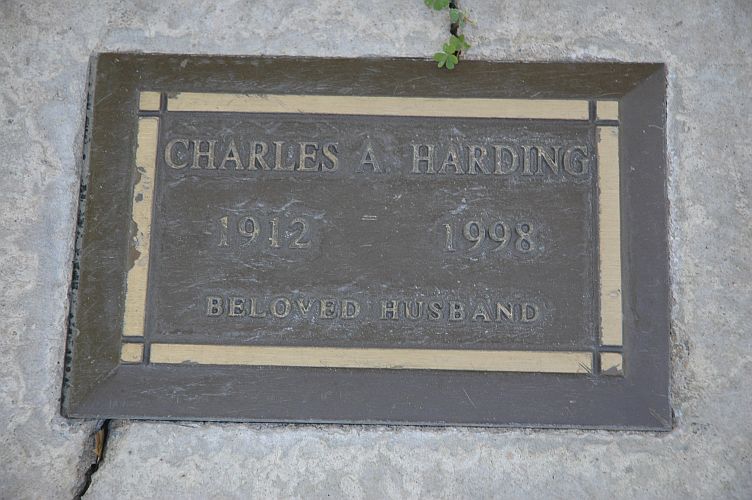 CHARLES A. HARDING
1912 – 1998
BELOVED HUSBAND